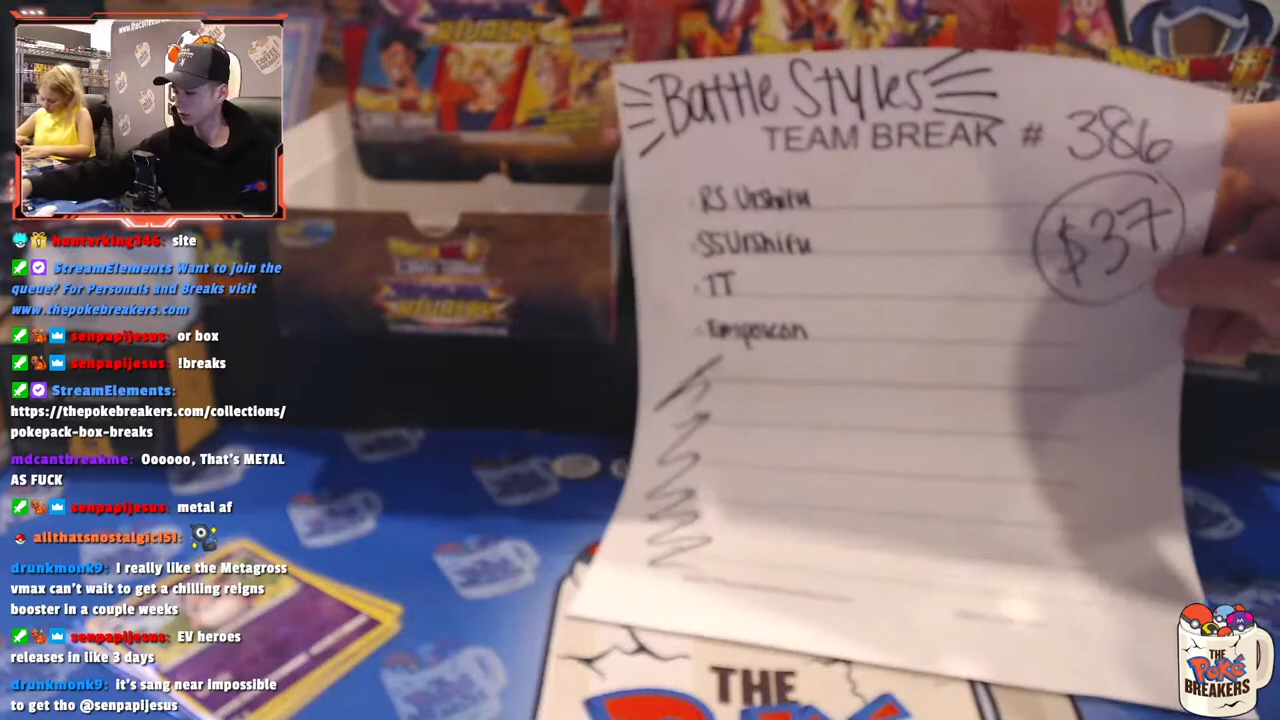 www.thecoffee
hunterking346: site
StreamElements Want to join the
queue? For Personals and Breaks visit
www.thepokebreakers.com
senpapijesus: or box
senpapijesus: !breaks
StreamElements:
https://thepokebreakers.com/collections/
pokepack-box-breaks
mdcantbreakme: Oooooo, That's METAL
AS FUCK
senpapijesus: metal af
allthatsnostalgic151:
drunkmonk9: I really like the Metagross
vmax can't wait to get a chilling reigns
booster in a couple weeks
senpapijesus: EV heroes
releases in like 3 days
drunkmonk9: it's sang near impossible
to get tho @senpapijesus
Battle Styles
TEAM BREAK # 386
RS Urshifu
$37
SS Urshifu
TT
Empoleon
THE
THE
Poké
BREAKERS